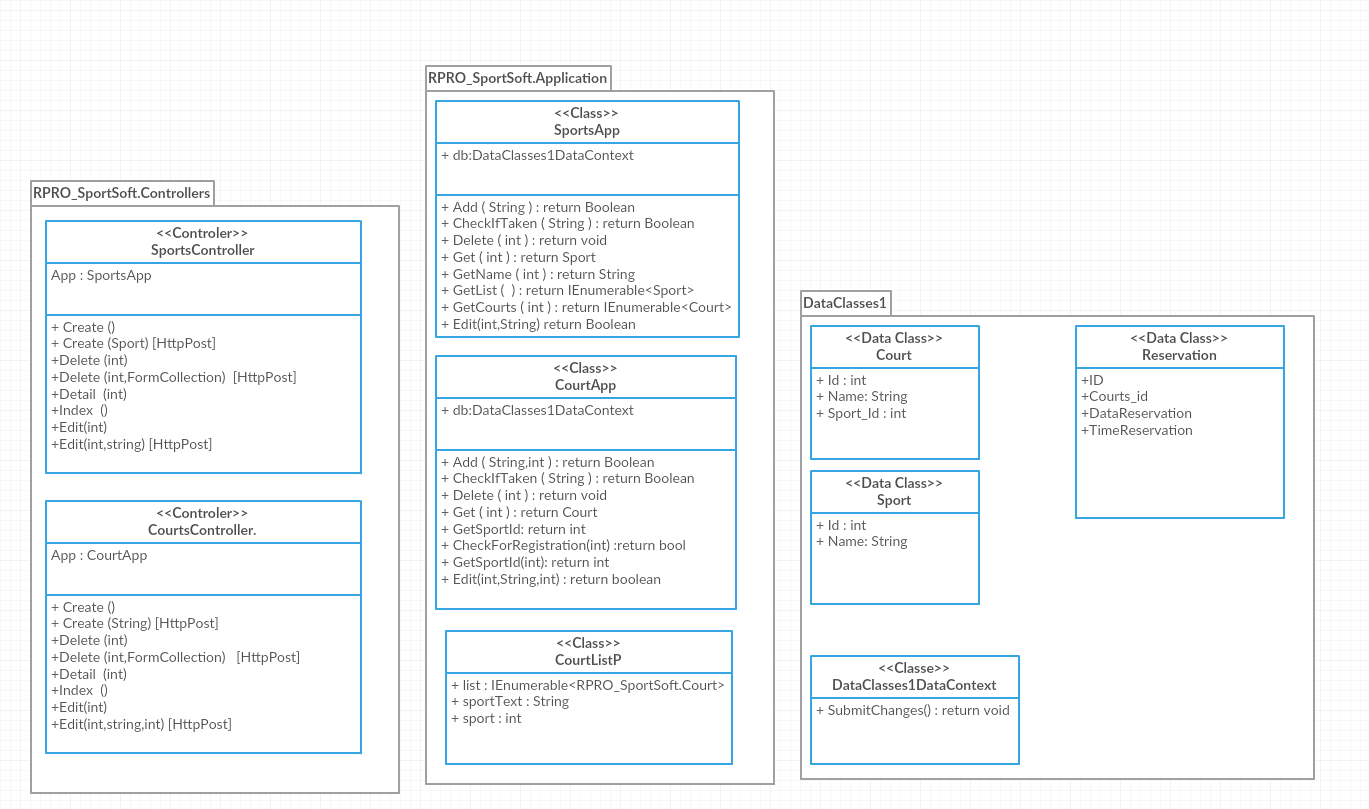 RPRO_SportSoft.Controllers
<<Controler>>
SportsController
App : SportsApp
+ Create ()
+ Create (Sport) [HttpPost]
+Delete (int)
+Delete (int,FormCollection)  [HttpPost]
+Detail  (int)
+Index  ()
+Edit(int)
+Edit(int,string) [HttpPost]
<<Controler>>
CourtsController.
App : CourtApp
+ Create ()
+ Create (String) [HttpPost]
+Delete (int)
+Delete (int,FormCollection)   [HttpPost]
+Detail  (int)
+Index  ()
+Edit(int)
+Edit(int,string,int) [HttpPost]
RPRO_SportSoft.Application
<<Class>>
SportsApp
+ db:DataClasses1DataContext
+ Add ( String ) : return Boolean
+ CheckIfTaken ( String ) : return Boolean
+ Delete ( int ) : return void
+ Get ( int ) : return Sport
+ GetName ( int ) : return String
+ GetList (  ) : return IEnumerable<Sport>
+ GetCourts ( int ) : return IEnumerable<Court>
+ Edit(int,String) return Boolean
<<Class>>
CourtApp
+ db:DataClasses1DataContext
+ Add ( String,int ) : return Boolean
+ CheckIfTaken ( String ) : return Boolean
+ Delete ( int ) : return void
+ Get ( int ) : return Court
+ GetSportId: return int
+ CheckForRegistration(int) :return bool
+ GetSportId(int): return int
+ Edit(int,String,int) : return boolean
<<Class>>
CourtListP
+ list : IEnumerable<RPRO_SportSoft.Court>
+ sportText : String
+ sport : int
DataClasses1
<<Data Class>>
Court
+ Id : int
+ Name: String
+ Sport_Id : int
<<Data Class>>
Reservation
+ID
+Courts_id
+DataReservation
+TimeReservation
<<Data Class>>
Sport
+ Id : int
+ Name: String
<<Classe>>
DataClasses1DataContext
+ SubmitChanges() : return void